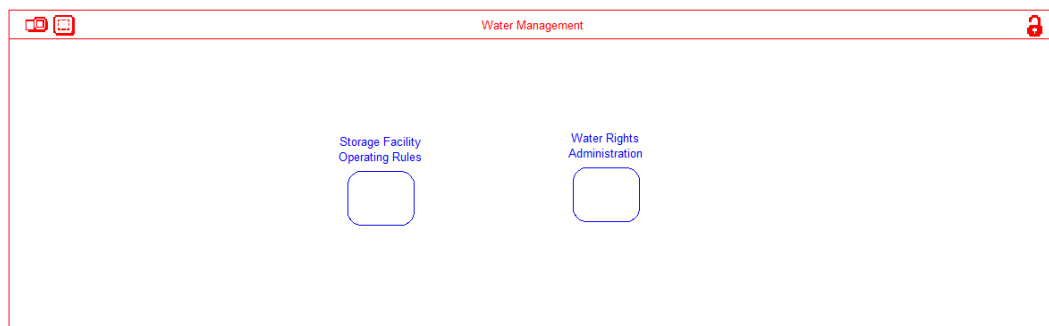 Water Management
Storage Facility
Operating Rules
Water Rights
Administration